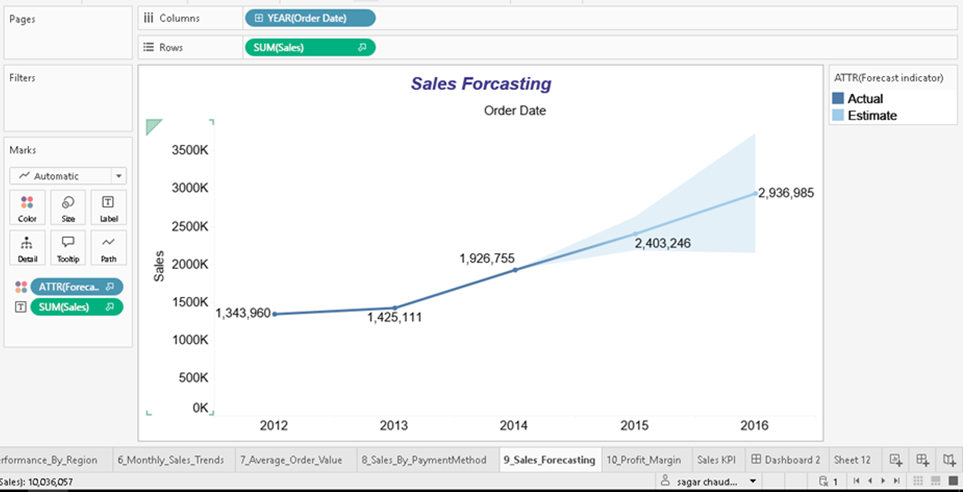 Pages
Columns
YEAR(Order Date)
Rows
SUM(Sales)
Filters
Marks
Automatic
Color
Size
Label
Detail
Tooltip
Path
ATTR(Foreca..
SUM(Sales)
Sales Forcasting
Order Date
Sales
3500K
3000K
2500K
2000K
1500K
1000K
500K
0K
1,343,960
1,425,111
1,926,755
2,403,246
2,936,985
2012
2013
2014
2015
2016
ATTR(Forecast indicator)
Actual
Estimate
erformance_By_Region
6_Monthly_Sales_Trends
7_Average_Order_Value
8_Sales_By_PaymentMethod
9_Sales_Forecasting
10_Profit_Margin
Sales KPI
Dashboard 2
Sheet 12
Sales): 10,036,057
sagar chaud...
1